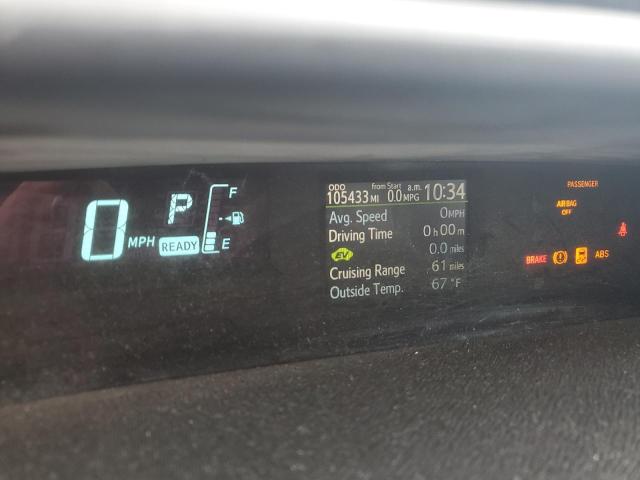 0 MPH
P
READY
F
E
ODO from Start a.m. 10:34
105433 MI 0.0 MPG
Avg. Speed 0 MPH
Driving Time 0 h 00 m
EV 0.0 miles
Cruising Range 61 miles
Outside Temp. 67 °F
PASSENGER
AIR BAG
OFF
BRAKE ABS